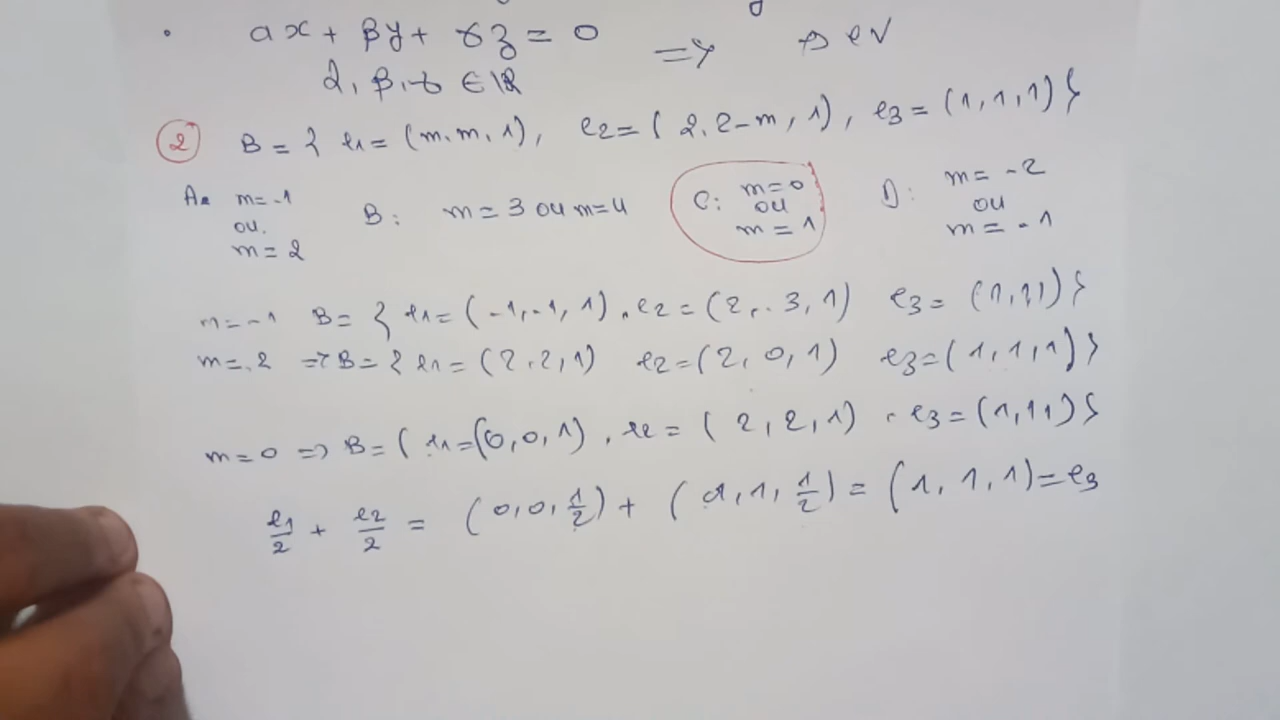 • ax + βy + γz = 0 => Δ ev
α, β, γ ∈ ℝ
② B = { e1 = (m, m, 1), e2 = ( 2, 2-m, 1), e3 = (1, 1, 1) }
A: m = -1 ou. m = 2 B: m = 3 ou m = 4 C: m = 0 ou m = 1 D: m = -2 ou m = -1
m = -1 B = { e1 = (-1, -1, 1), e2 = (2, 3, 1) e3 = (1, 1, 1) }
m = 2 => B = { e1 = (2, 2, 1) e2 = (2, 0, 1) e3 = (1, 1, 1) }
m = 0 => B = ( e1 = (0, 0, 1), e2 = ( 2, 2, 1), e3 = (1, 1, 1) }
e1/2 + e2/2 = (0, 0, 1/2) + (1, 1, 1/2) = (1, 1, 1) = e3